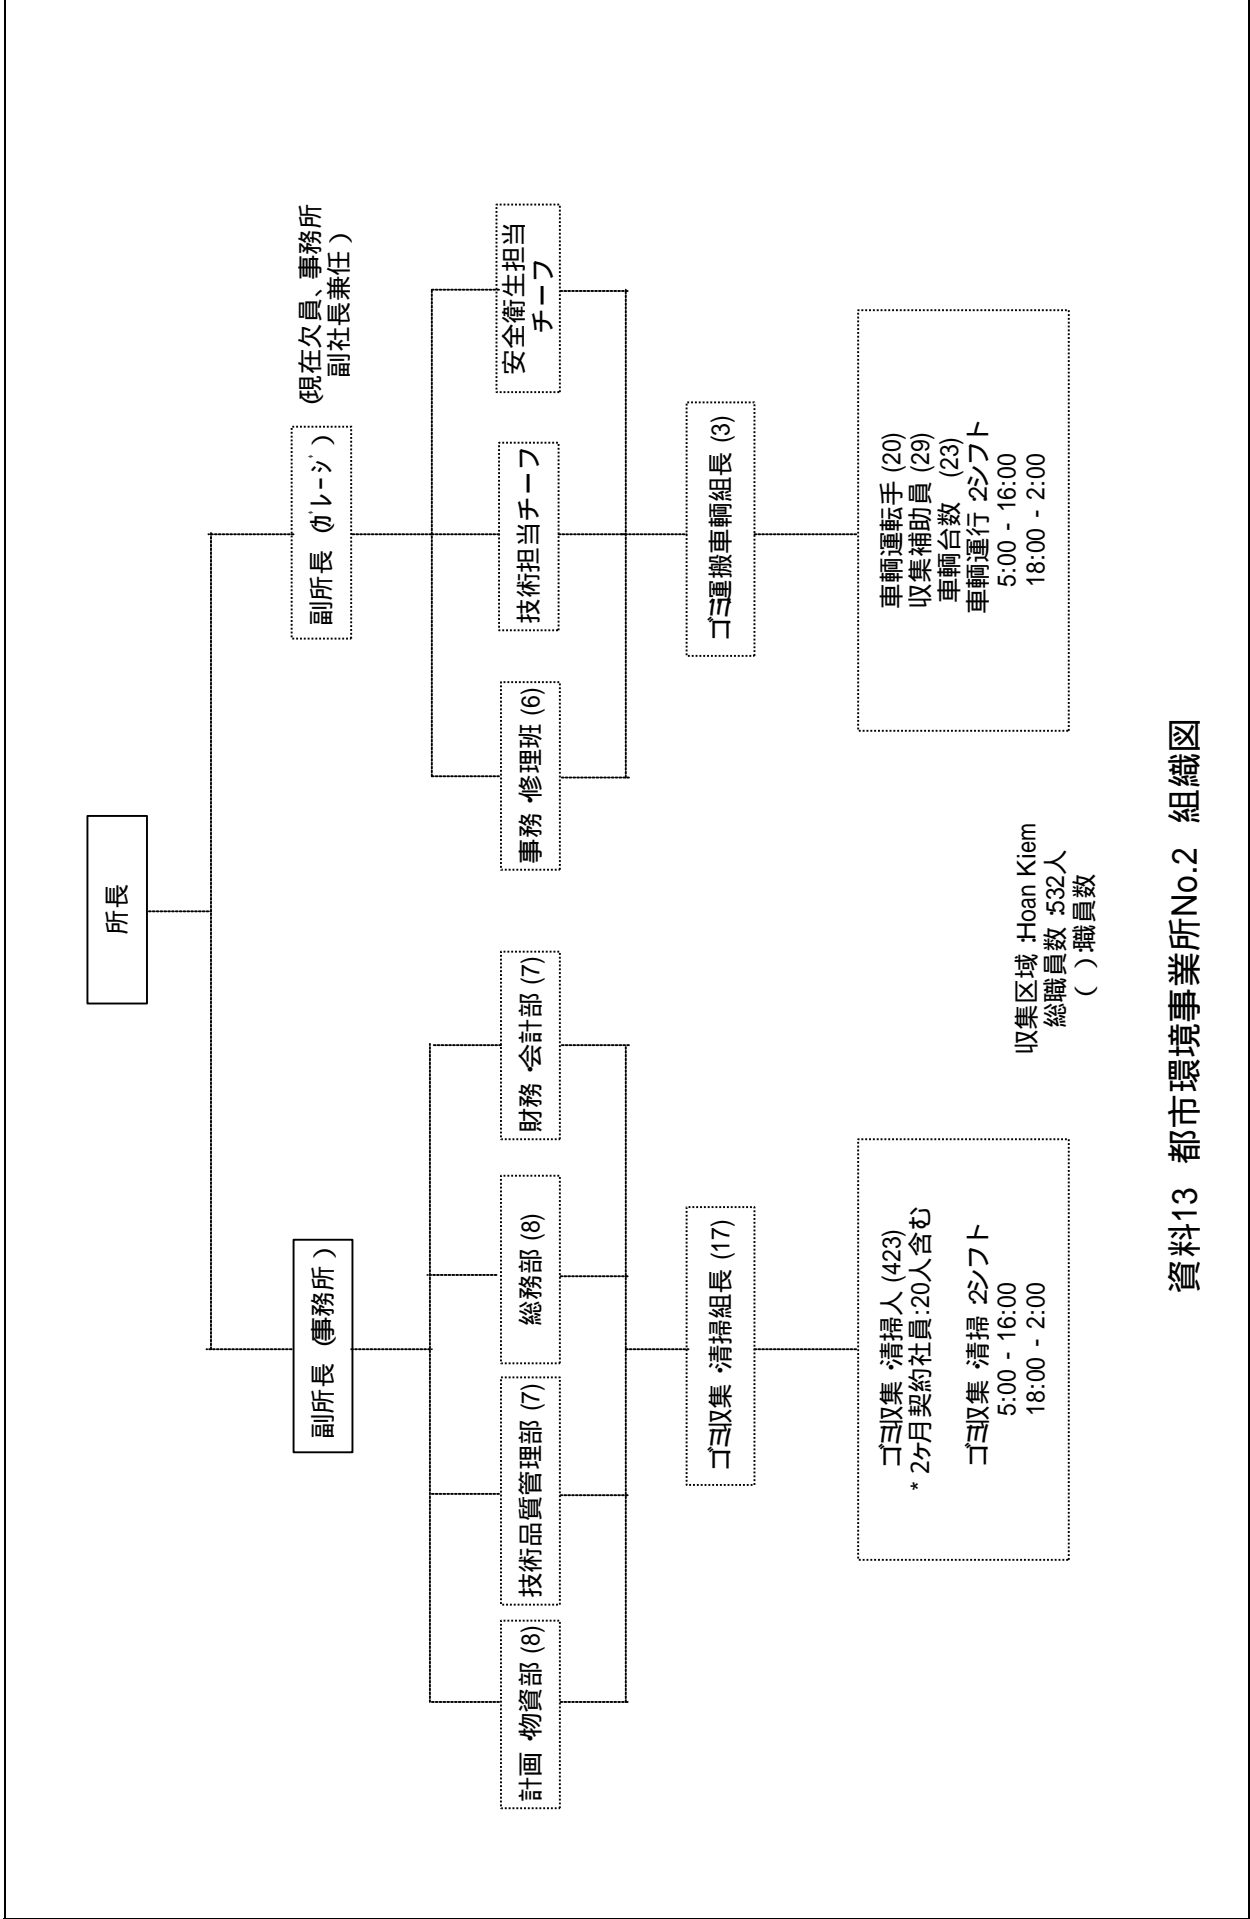 所長
副所長 (事務所)
副所長 (ガレージ)
(現在欠員、事務所
副社長兼任)
計画・物資部 (8)
技術品質管理部 (7)
総務部 (8)
財務・会計部 (7)
事務・修理班 (6)
技術担当チーフ
安全衛生担当
チーフ
ゴミ収集・清掃組長 (17)
ゴミ運搬車輌組長 (3)
ゴミ収集・清掃人 (423)
* 2ヶ月契約社員:20人含む
ゴミ収集・清掃:2シフト
5:00 - 16:00
18:00 - 2:00
車輌運転手 (20)
収集補助員 (29)
車輌台数 (23)
車輌運行:2シフト
5:00 - 16:00
18:00 - 2:00
収集区域:Hoan Kiem
総職員数:532人
( ):職員数
資料13 都市環境事業所No.2 組織図